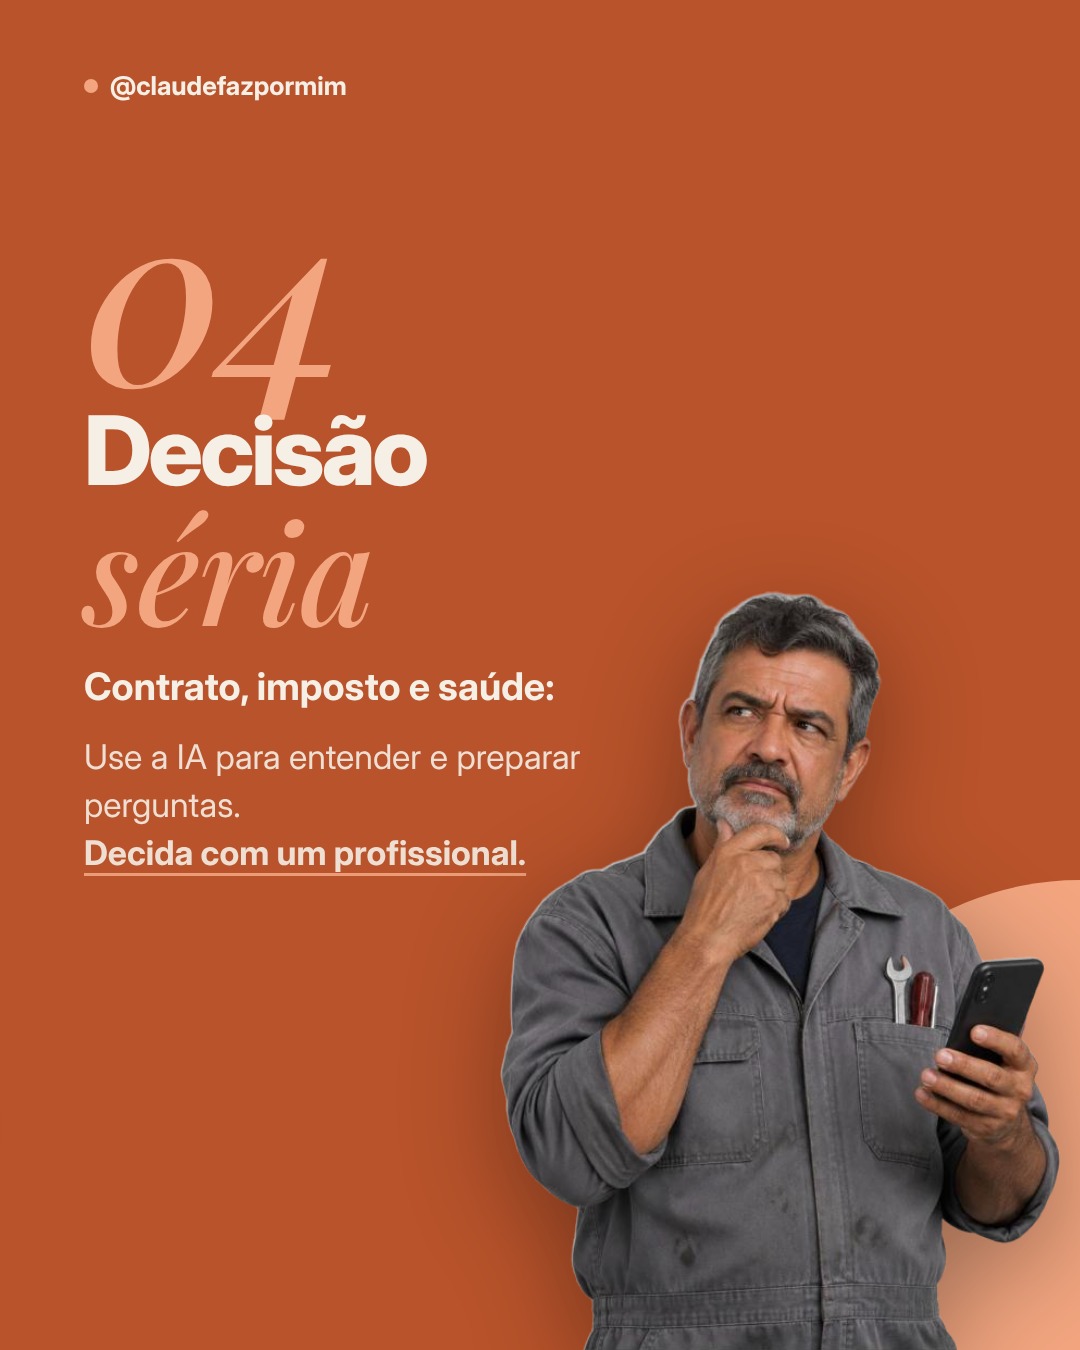 @claudefazpormim
04
Decisão
séria
Contrato, imposto e saúde:
Use a IA para entender e preparar
perguntas.
Decida com um profissional.